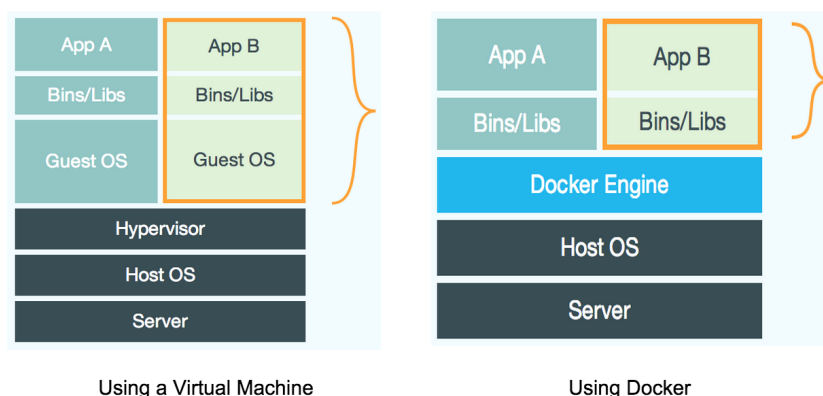 App A
App B
Bins/Libs
Bins/Libs
Guest OS
Guest OS
Hypervisor
Host OS
Server
Using a Virtual Machine
App A
App B
Bins/Libs
Bins/Libs
Docker Engine
Host OS
Server
Using Docker